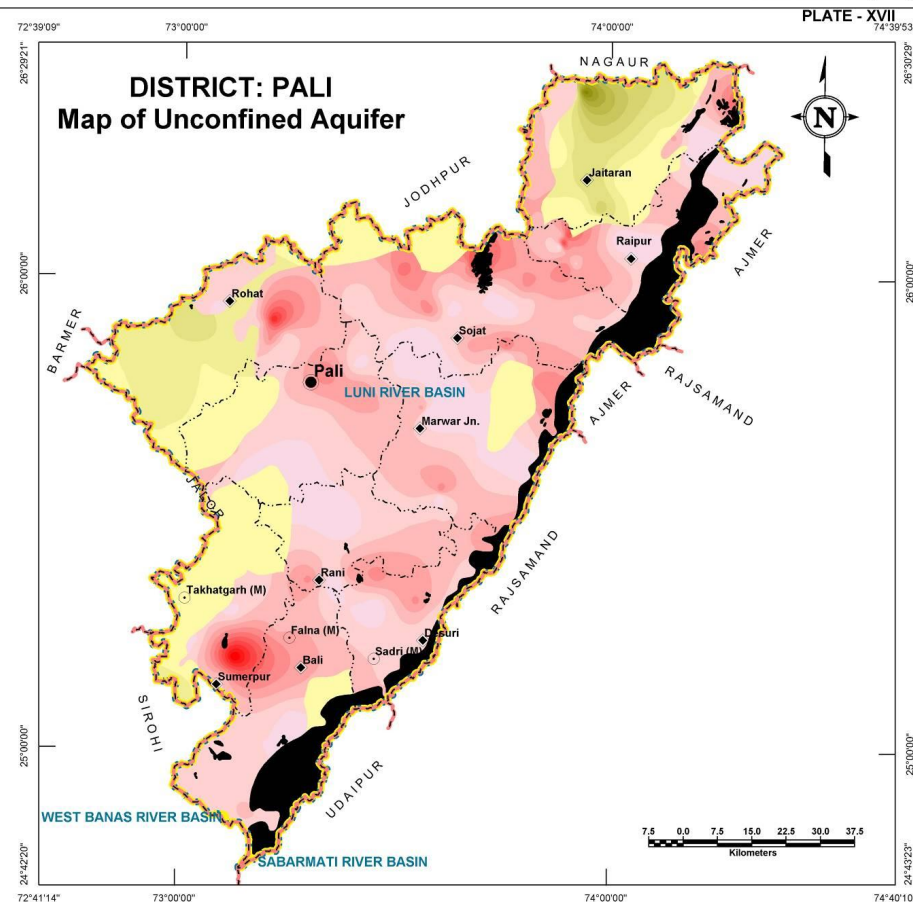 PLATE - XVII
72°39'09"
73°00'00"
74°00'00"
74°39'53"
26°29'21"
26°30'29"
DISTRICT: PALI
Map of Unconfined Aquifer
NAGAUR
N
JODHPUR
Jaitaran
Raipur
AJMER
26°00'00"
26°00'00"
Rohat
BARMER
Sojat
Pali
LUNI RIVER BASIN
AJMER
RAJSAMAND
Marwar Jn.
JALOR
RAJSAMAND
Rani
Takhatgarh (M)
Falna (M)
Desuri
Sadri (M)
Bali
Sumerpur
SIROHI
25°00'00"
25°00'00"
UDAIPUR
WEST BANAS RIVER BASIN
SABARMATI RIVER BASIN
7.5 0.0 7.5 15.0 22.5 30.0 37.5
Kilometers
24°42'20"
24°43'23"
72°41'14"
73°00'00"
74°00'00"
74°40'10